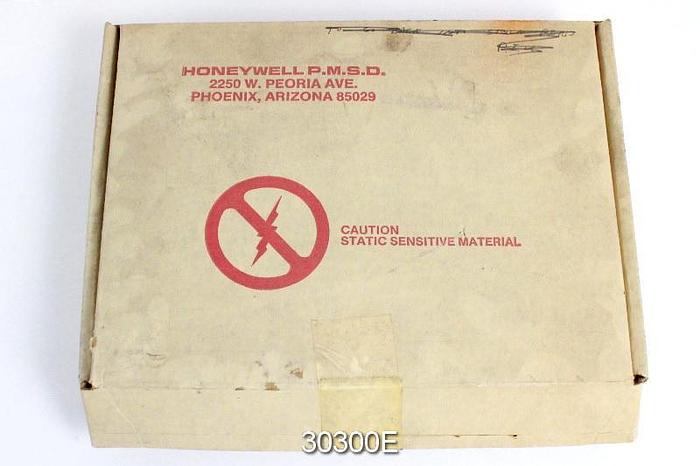 HONEYWELL P.M.S.D.
2250 W. PEORIA AVE.
PHOENIX, ARIZONA 85029
CAUTION
STATIC SENSITIVE MATERIAL
30300E